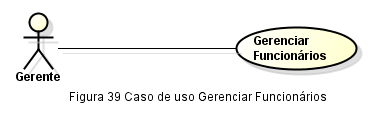 Gerenciar
Funcionários
Gerente
Figura 39 Caso de uso Gerenciar Funcionários